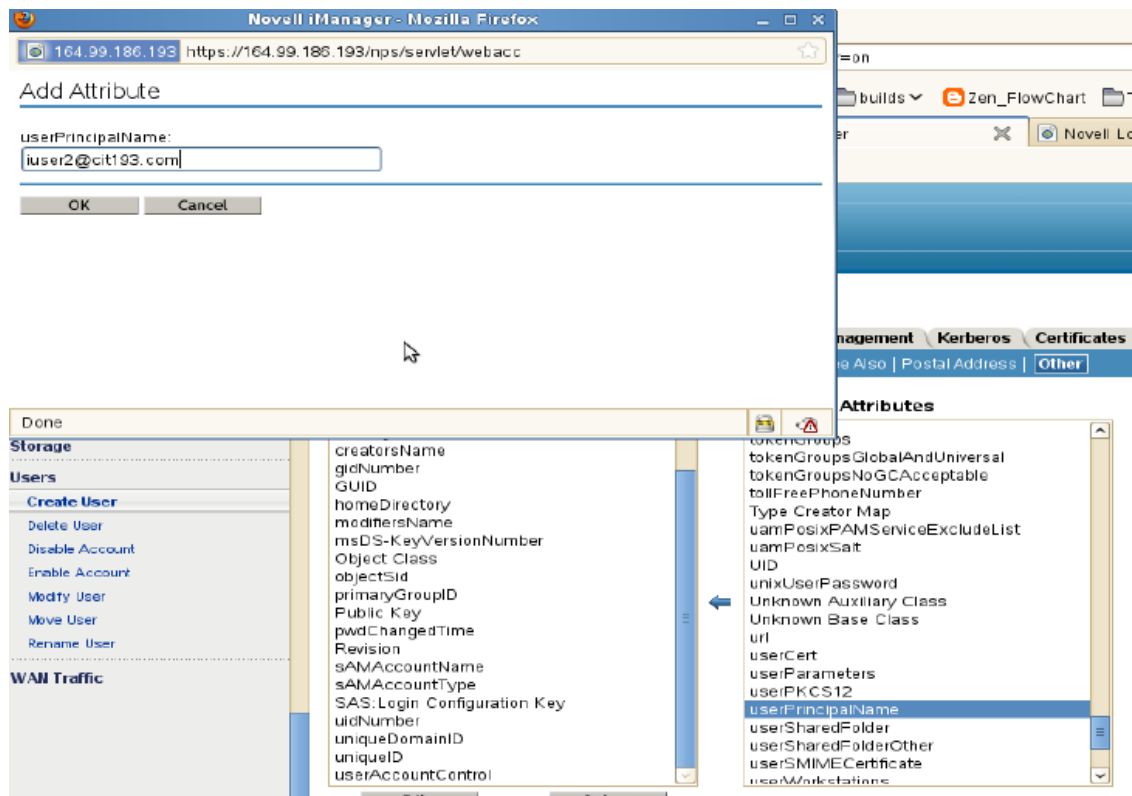 Novell iManager - Mozilla Firefox
164.99.186.193 https://164.99.186.193/nps/servlet/webacc
Add Attribute
userPrincipalName:
iuser2@cit193.com
OK Cancel
Done
=on
builds Zen_FlowChart
er Novell Lo
nagement Kerberos Certificates
e Also | Postal Address | Other
Attributes
Storage
Users
Create User
Delete User
Disable Account
Enable Account
Modify User
Move User
Rename User
WAN Traffic
creatorsName
gidNumber
GUID
homeDirectory
modifiersName
msDS-KeyVersionNumber
Object Class
objectSid
primaryGroupID
Public Key
pwdChangedTime
Revision
sAMAccountName
sAMAccountType
SAS:Login Configuration Key
uidNumber
uniqueDomainID
uniqueID
userAccountControl
tokenGroups
tokenGroupsGlobalAndUniversal
tokenGroupsNoGCAcceptable
tollFreePhoneNumber
Type Creator Map
uamPosixPAMServiceExcludeList
uamPosixSalt
UID
unixUserPassword
Unknown Auxiliary Class
Unknown Base Class
url
userCert
userParameters
userPKCS12
userPrincipalName
userSharedFolder
userSharedFolderOther
userSMIMECertificate
userWorkstations